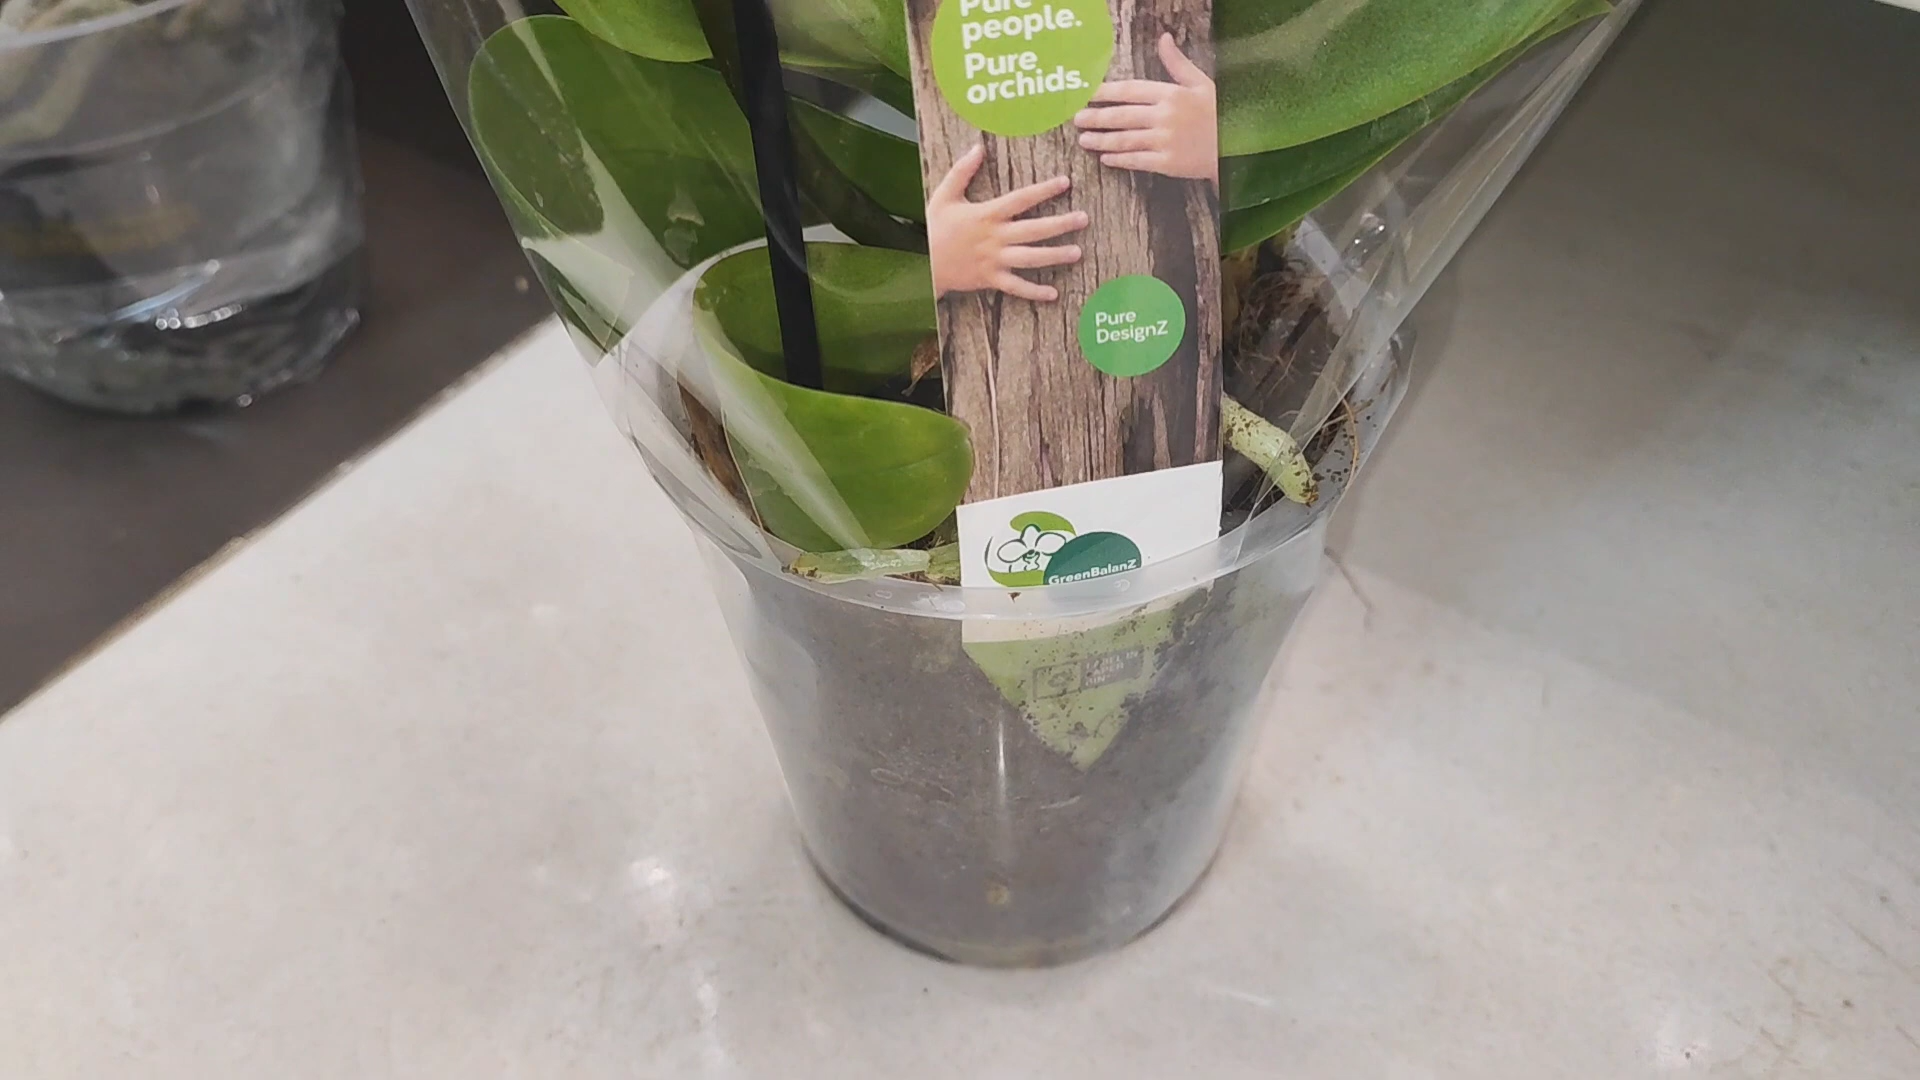 Pure
people.
Pure
orchids.
Pure
DesignZ
GreenBalanZ